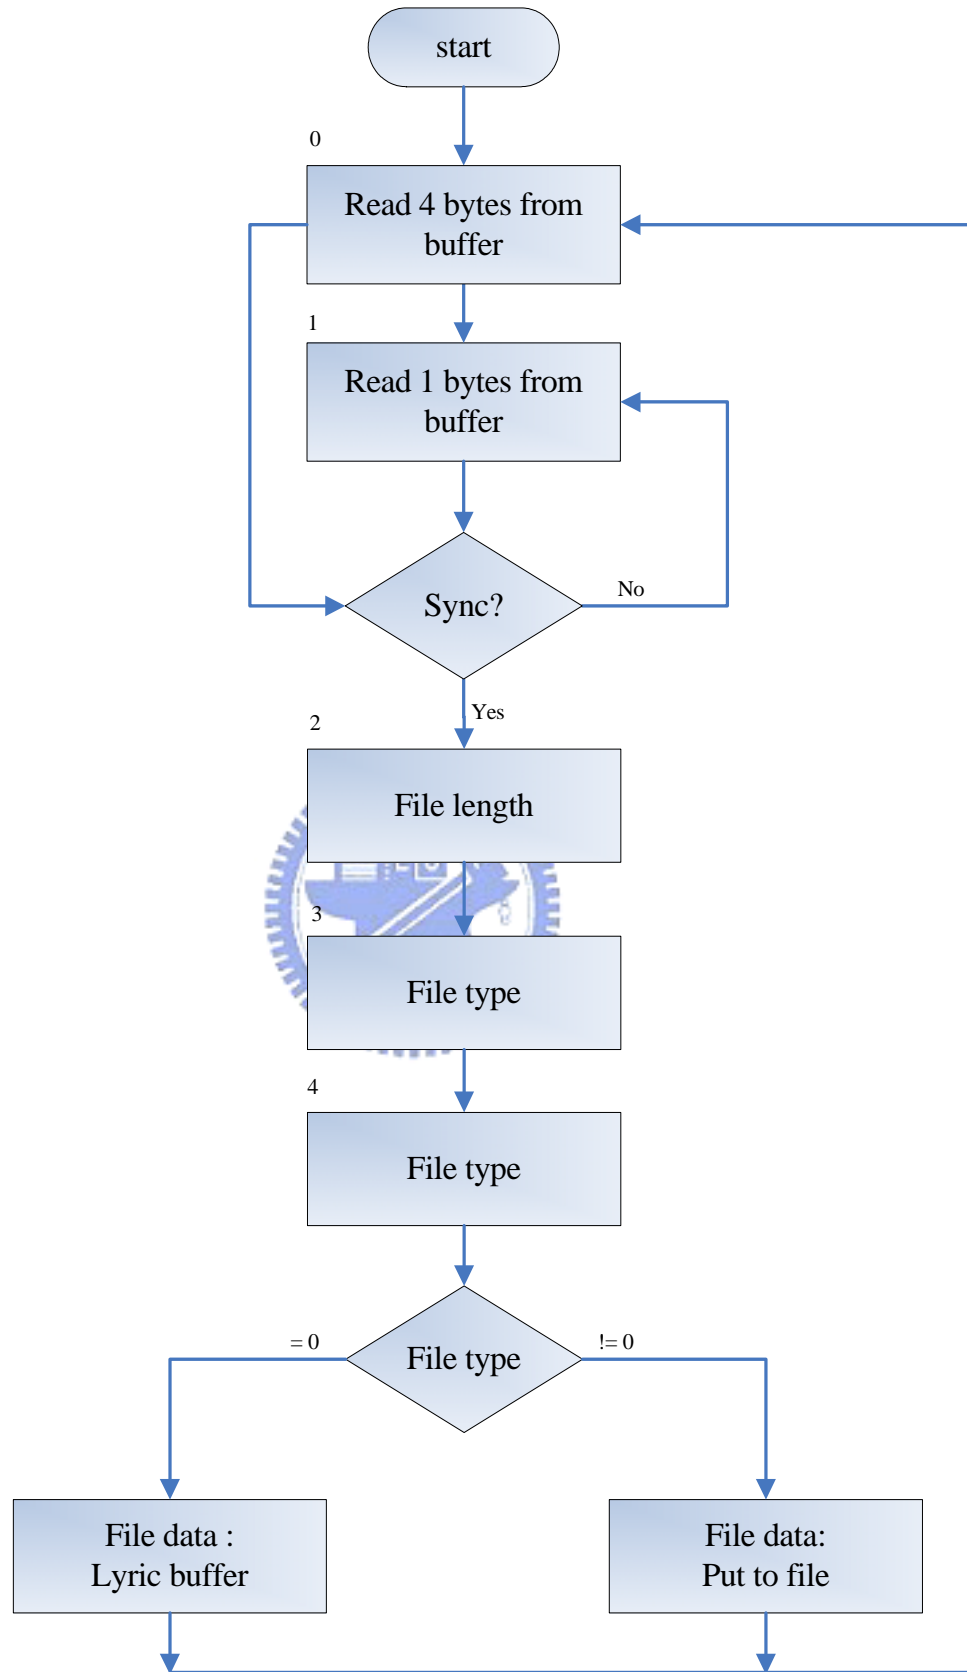 start
0
Read 4 bytes from
buffer
1
Read 1 bytes from
buffer
Sync?
No
Yes
2
File length
3
File type
4
File type
= 0
File type
!= 0
File data :
Lyric buffer
File data:
Put to file